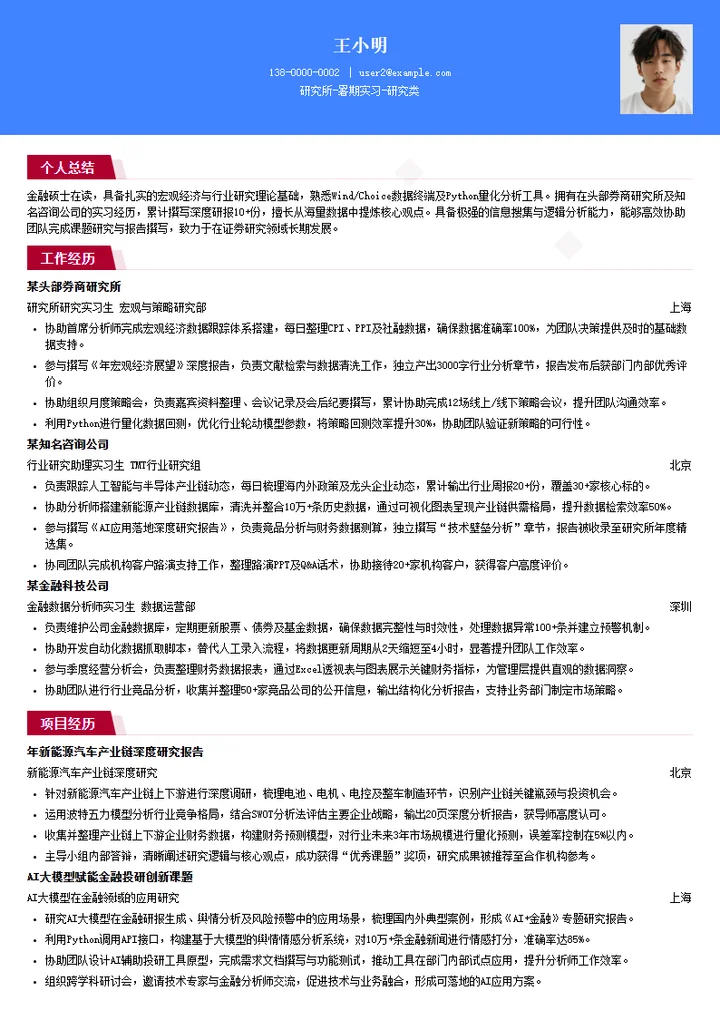 王小明
138-0000-0002 | user2@example.com
研究所-暑期实习-研究类
个人总结
金融硕士在读，具备扎实的宏观经济与行业研究理论基础，熟悉Wind/Choice数据终端及Python量化分析工具。拥有在头部券商研究所及知
名咨询公司的实习经历，累计撰写深度研报10+份，擅长从海量数据中提炼核心观点。具备极强的信息搜集与逻辑分析能力，能够高效协助
团队完成课题研究与报告撰写，致力于在证券研究领域长期发展。
工作经历
某头部券商研究所
研究所研究实习生 宏观与策略研究部 上海
• 协助首席分析师完成宏观经济数据跟踪体系搭建，每日整理CPI、PPI及社融数据，确保数据准确率100%，为团队决策提供及时的基础数
据支持。
• 参与撰写《年宏观经济展望》深度报告，负责文献检索与数据清洗工作，独立产出3000字行业分析章节，报告发布后获部门内部优秀评
价。
• 协助组织月度策略会，负责嘉宾资料整理、会议记录及会后纪要撰写，累计协助完成12场线上/线下策略会议，提升团队沟通效率。
• 利用Python进行量化数据回测，优化行业轮动模型参数，将策略回测效率提升30%，协助团队验证新策略的可行性。
某知名咨询公司
行业研究助理实习生 TMT行业研究组 北京
• 负责跟踪人工智能与半导体产业链动态，每日梳理海内外政策及龙头企业动态，累计输出行业周报20+份，覆盖30+家核心标的。
• 协助分析师搭建新能源产业链数据库，清洗并整合10万+条历史数据，通过可视化图表呈现产业链供需格局，提升数据检索效率50%。
• 参与撰写《AI应用落地深度研究报告》，负责竞品分析与财务数据测算，独立撰写“技术壁垒分析”章节，报告被收录至研究所年度精
选集。
• 协同团队完成机构客户路演支持工作，整理路演PPT及Q&A话术，协助接待20+家机构客户，获得客户高度评价。
某金融科技公司
金融数据分析师实习生 数据运营部 深圳
• 负责维护公司金融数据库，定期更新股票、债券及基金数据，确保数据完整性与时效性，处理数据异常100+条并建立预警机制。
• 协助开发自动化数据抓取脚本，替代人工录入流程，将数据更新周期从2天缩短至4小时，显著提升团队工作效率。
• 参与季度经营分析会，负责整理财务数据报表，通过Excel透视表与图表展示关键财务指标，为管理层提供直观的数据洞察。
• 协助团队进行行业竞品分析，收集并整理50+家竞品公司的公开信息，输出结构化分析报告，支持业务部门制定市场策略。
项目经历
年新能源汽车产业链深度研究报告
新能源汽车产业链深度研究 北京
• 针对新能源汽车产业链上下游进行深度调研，梳理电池、电机、电控及整车制造环节，识别产业链关键瓶颈与投资机会。
• 运用波特五力模型分析行业竞争格局，结合SWOT分析法评估主要企业战略，输出20页深度分析报告，获导师高度认可。
• 收集并整理产业链上下游企业财务数据，构建财务预测模型，对行业未来3年市场规模进行量化预测，误差率控制在5%以内。
• 主导小组内部答辩，清晰阐述研究逻辑与核心观点，成功获得“优秀课题”奖项，研究成果被推荐至合作机构参考。
AI大模型赋能金融投研创新课题
AI大模型在金融领域的应用研究 上海
• 研究AI大模型在金融研报生成、舆情分析及风险预警中的应用场景，梳理国内外典型案例，形成《AI+金融》专题研究报告。
• 利用Python调用API接口，构建基于大模型的舆情情感分析系统，对10万+条金融新闻进行情感打分，准确率达85%。
• 协助团队设计AI辅助投研工具原型，完成需求文档撰写与功能测试，推动工具在部门内部试点应用，提升分析师工作效率。
• 组织跨学科研讨会，邀请技术专家与金融分析师交流，促进技术与业务融合，形成可落地的AI应用方案。